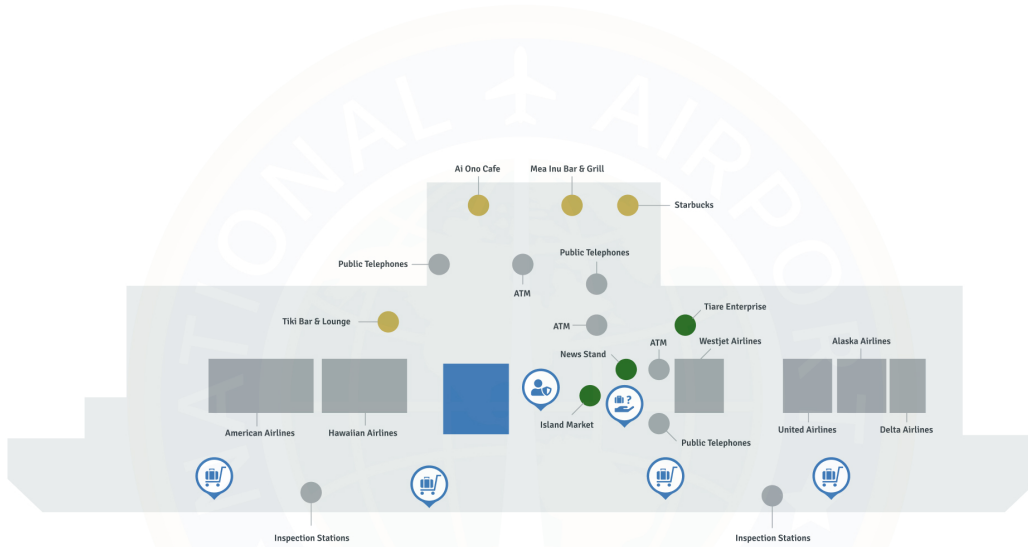 NATIONAL AIRPORT
Ai Ono Cafe
Mea Inu Bar & Grill
Starbucks
Public Telephones
Public Telephones
ATM
Tiare Enterprise
Tiki Bar & Lounge
ATM
Westjet Airlines
ATM
Alaska Airlines
News Stand
?
Island Market
American Airlines
Hawaiian Airlines
United Airlines
Delta Airlines
Public Telephones
Inspection Stations
Inspection Stations